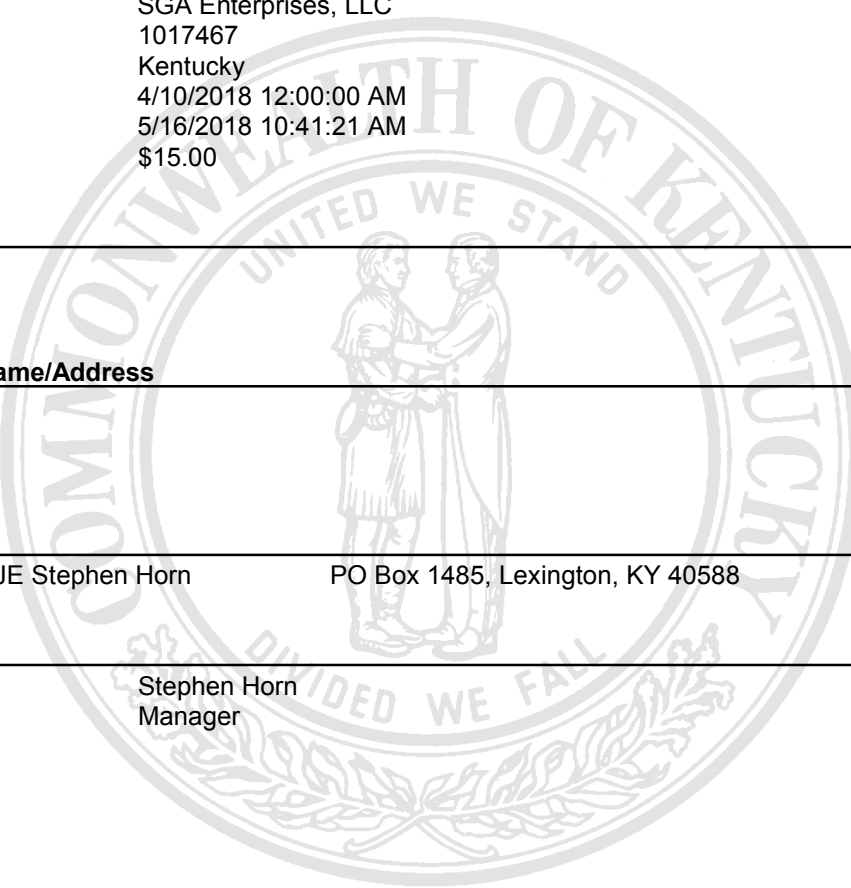 SGA Enterprises, LLC
1017467
Kentucky
4/10/2018 12:00:00 AM
5/16/2018 10:41:21 AM
$15.00
COMMONWEALTH OF KENTUCKY
UNITED WE STAND
ame/Address
JE Stephen Horn PO Box 1485, Lexington, KY 40588
DIVIDED WE FALL
Stephen Horn
Manager